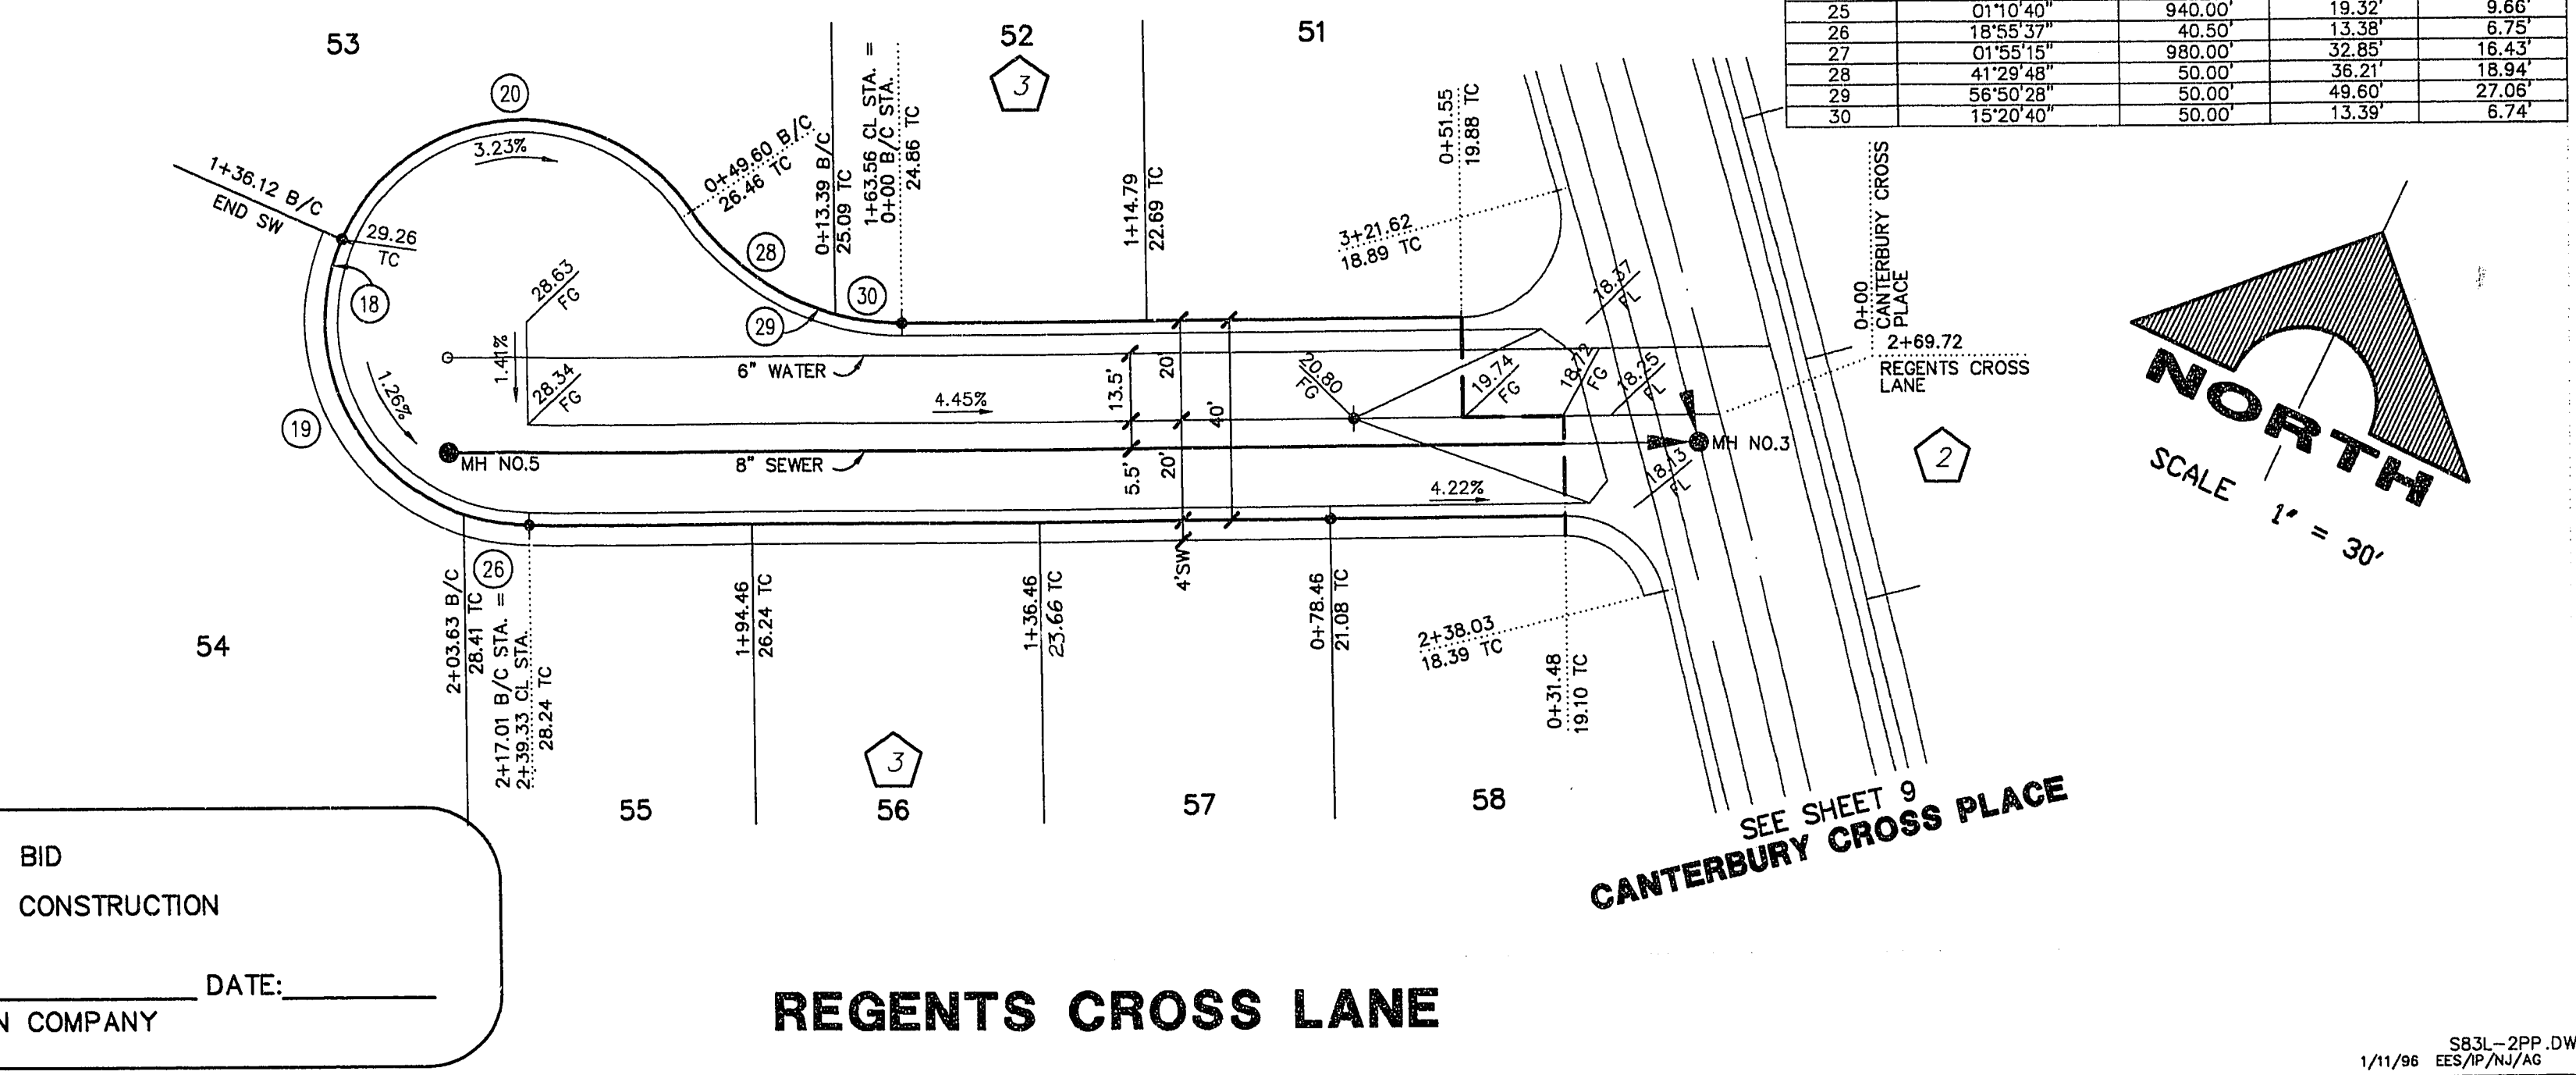 25 01°10'40" 940.00' 19.32' 9.66'
26 18°55'37" 40.50' 13.38' 6.75'
27 01°55'15" 980.00' 32.85' 16.43'
28 41°29'48" 50.00' 36.21' 18.94'
29 56°50'28" 50.00' 49.60' 27.06'
30 15°20'40" 50.00' 13.39' 6.74'
53
52
51
3
20
3.23%
1+36.12 B/C
END SW
29.26
TC
18
0+49.60 B/C
26.46 TC
28
0+13.39 B/C
25.09 TC
1+63.56 CL STA. =
0+00 B/C STA.
24.86 TC
30
29
1+14.79
22.69 TC
0+51.55
19.88 TC
3+21.62
18.89 TC
18.37
FL
0+00
CANTERBURY CROSS
PLACE
2+69.72
REGENTS CROSS
LANE
28.63
FG
1.41%
28.34
FG
6" WATER
4.45%
13.5'
20'
40'
20.80
FG
19.74
FG
18.72
FG
18.25
FL
1.26%
19
MH NO.5
8" SEWER
5.5'
20'
4.22%
18.13
FL
MH NO.3
2
NORTH
SCALE 1" = 30'
4'SW
26
2+03.63 B/C
28.41 TC
2+17.01 B/C STA. =
2+39.33 CL STA.
28.24 TC
1+94.46
26.24 TC
1+36.46
23.66 TC
0+78.46
21.08 TC
2+38.03
18.39 TC
0+31.48
19.10 TC
54
55
3
56
57
58
SEE SHEET 9
CANTERBURY CROSS PLACE
BID
CONSTRUCTION
DATE:
N COMPANY
REGENTS CROSS LANE
S83L-2PP.DW
1/11/96 EES/IP/NJ/AG